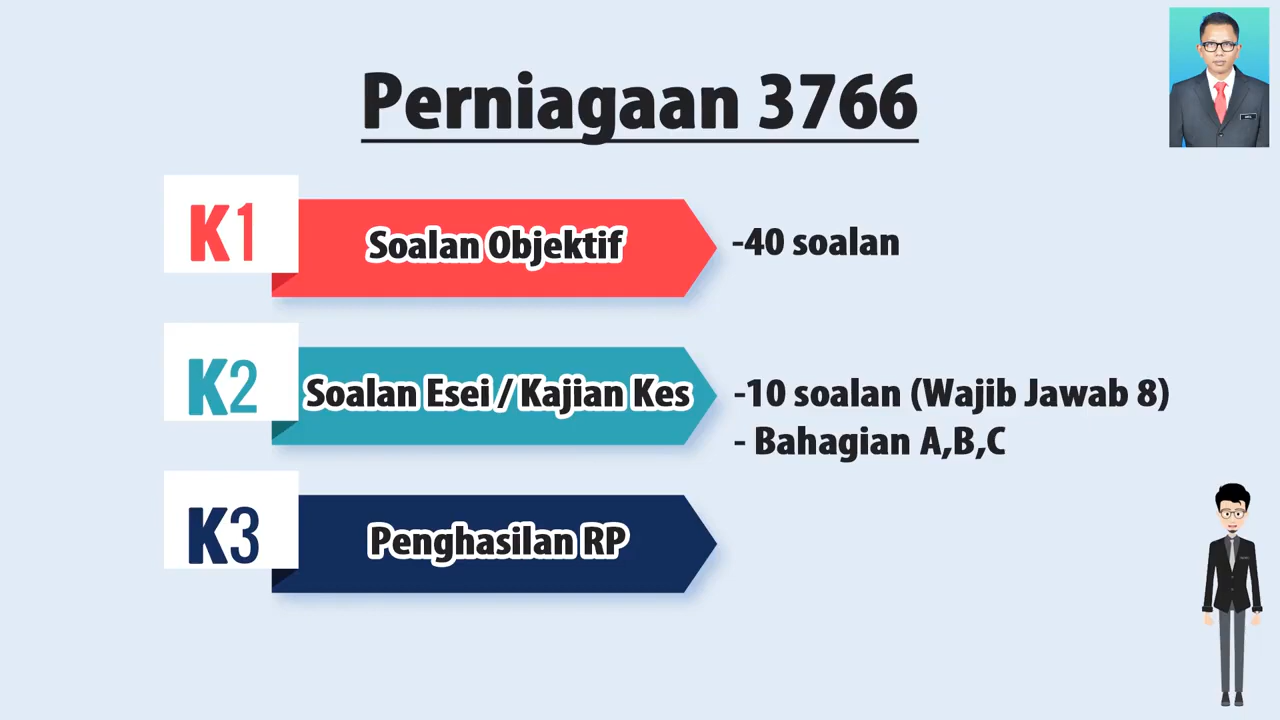 Perniagaan 3766
K1
Soalan Objektif
-40 soalan
K2
Soalan Esei / Kajian Kes
-10 soalan (Wajib Jawab 8)
- Bahagian A,B,C
K3
Penghasilan RP